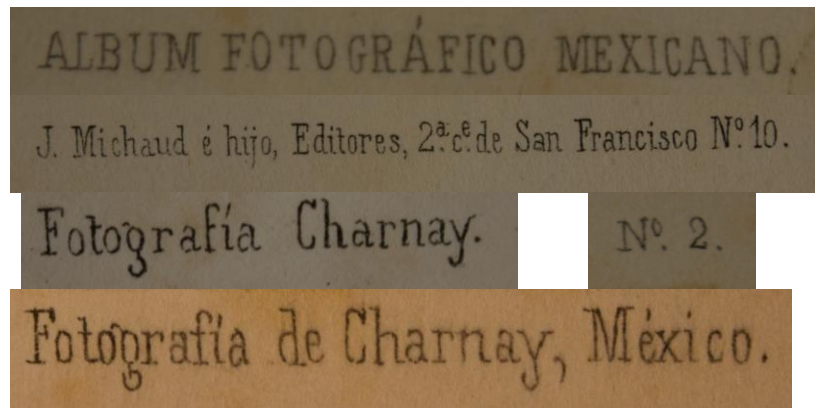 ALBUM FOTOGRÁFICO MEXICANO.
J. Michaud é hijo, Editores, 2ª. cᵉ. de San Francisco Nº. 10.
Fotografía Charnay. Nº. 2.
Fotografía de Charnay, México.